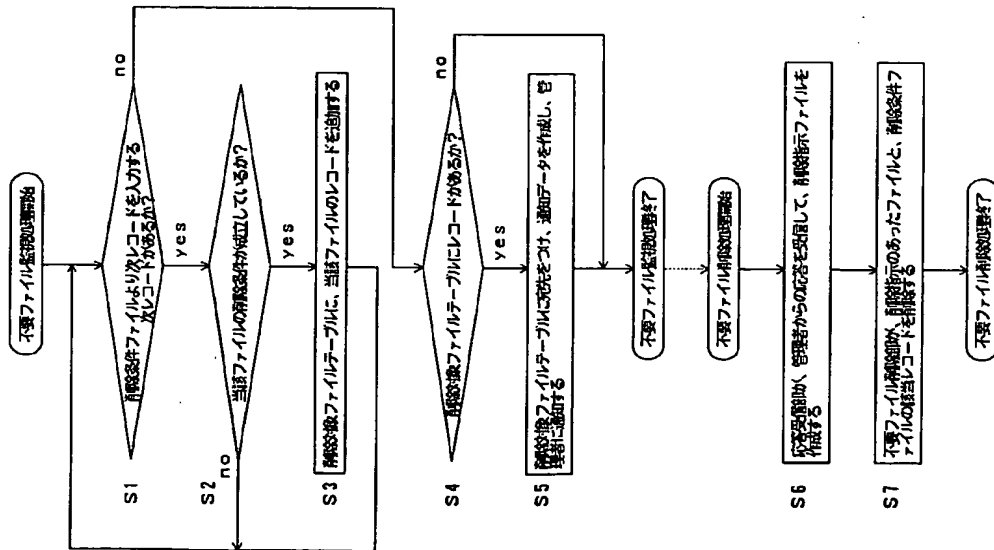 不要ファイル監視処理開始
S1
削除条件ファイルより次レコードを入力する
次レコードがあるか?
no
yes
S2
当該ファイルの削除条件が成立しているか?
no
yes
S3
削除対象ファイルテーブルに、当該ファイルのレコードを追加する
S4
削除対象ファイルテーブルにレコードがあるか?
no
yes
S5
削除対象ファイルテーブルに宛先をつけ、通知データを作成し、管
理者に通知する
不要ファイル監視処理終了
不要ファイル削除処理開始
S6
応答受信部が、管理者からの応答を受信して、削除指示ファイルを
作成する
S7
不要ファイル削除部が、削除指示のあったファイルと、削除条件フ
ァイルの該当レコードを削除する
不要ファイル削除処理終了